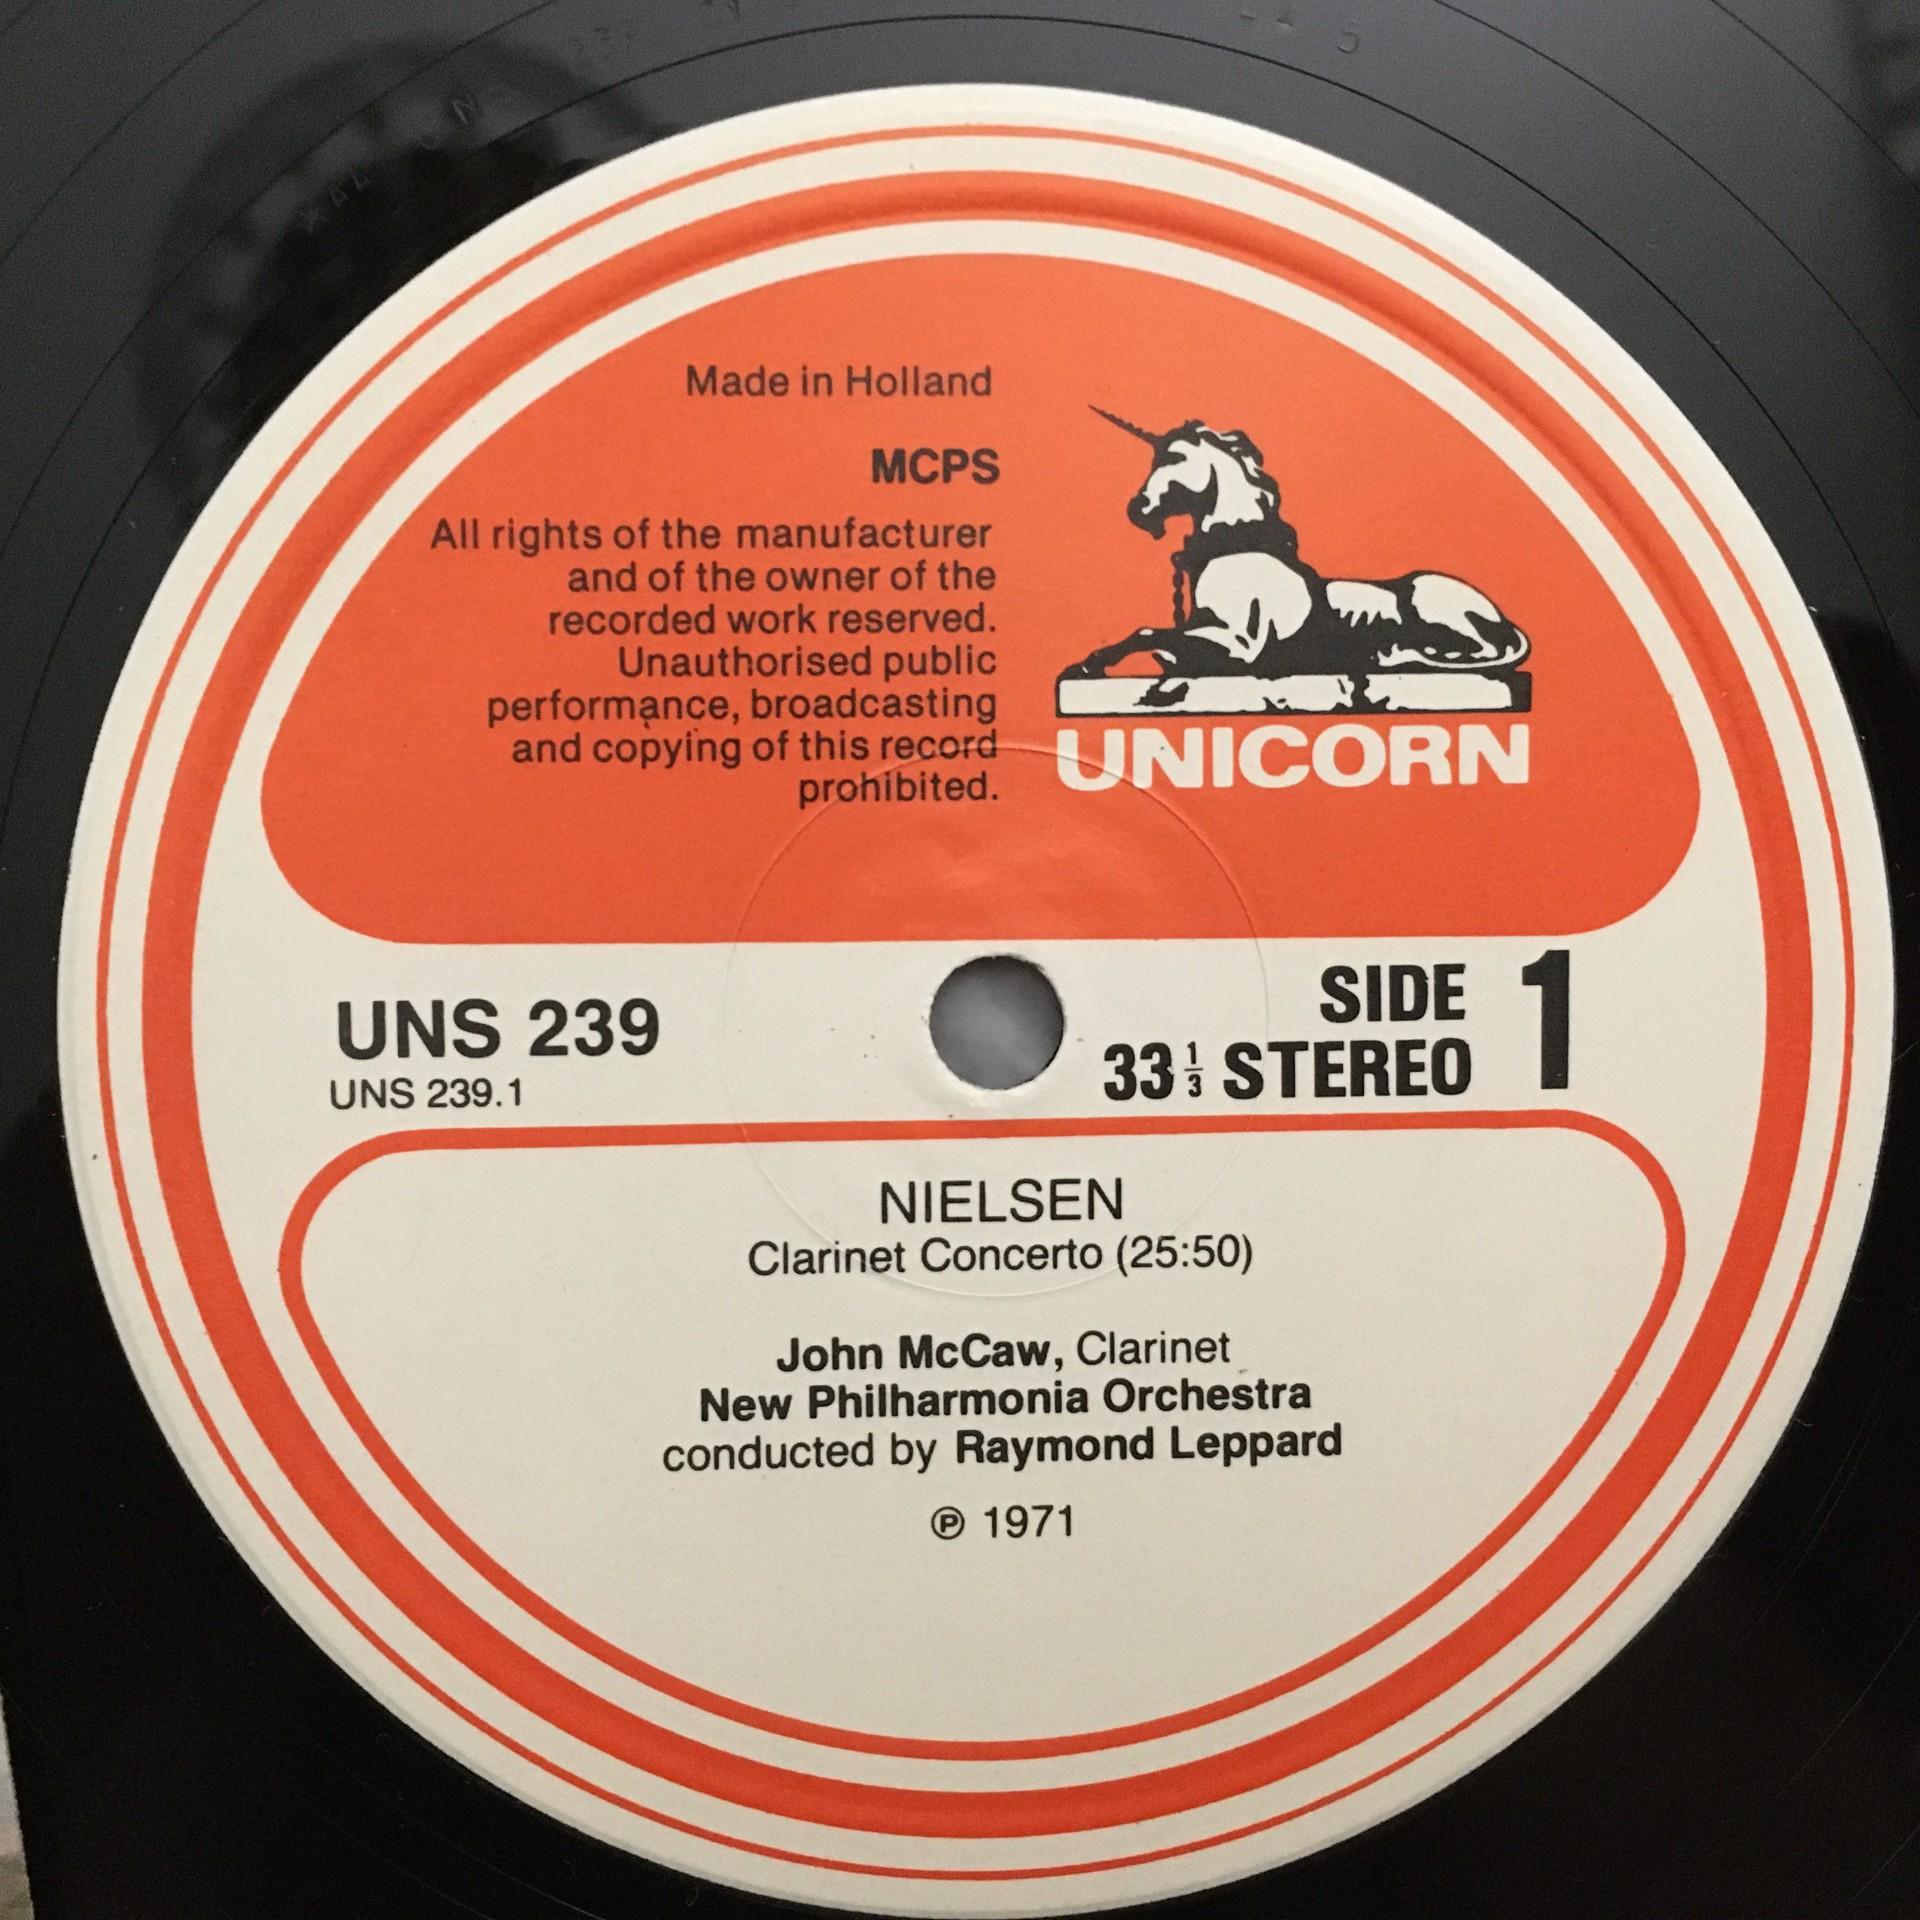 Made in Holland
MCPS
All rights of the manufacturer
and of the owner of the
recorded work reserved.
Unauthorised public
performance, broadcasting
and copying of this record
prohibited.
UNICORN
UNS 239
UNS 239.1
SIDE 1
33 1/3 STEREO
NIELSEN
Clarinet Concerto (25:50)
John McCaw, Clarinet
New Philharmonia Orchestra
conducted by Raymond Leppard
℗ 1971